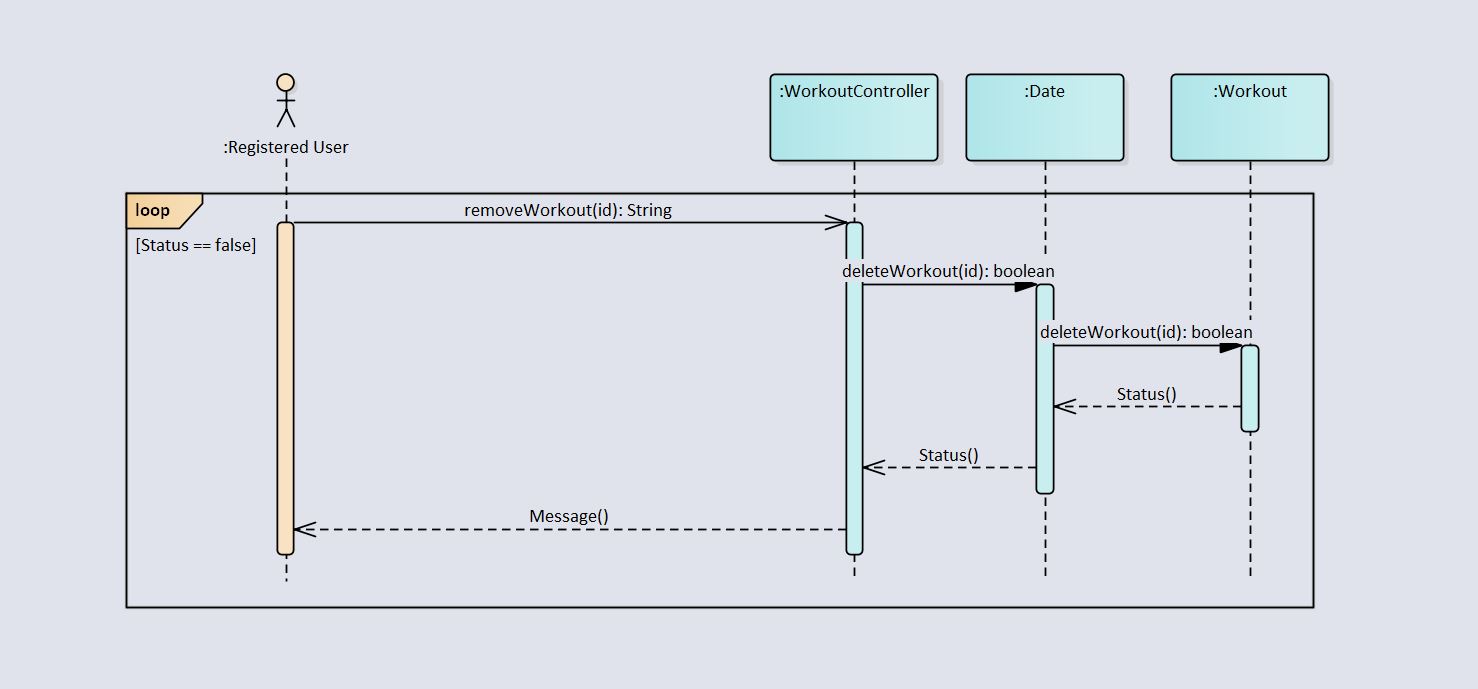 :WorkoutController
:Date
:Workout
:Registered User
loop
removeWorkout(id): String
[Status == false]
deleteWorkout(id): boolean
deleteWorkout(id): boolean
Status()
Status()
Message()